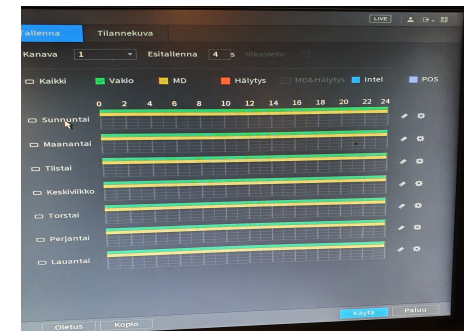 LIVE
Tallenna Tilannekuva
Kanava 1 Esitallenna 4 s Vikasieto
Kaikki Vakio MD Hälytys MD&Hälytys Intel POS
0 2 4 6 8 10 12 14 16 18 20 22 24
Sunnuntai
Maanantai
Tiistai
Keskiviikko
Torstai
Perjantai
Lauantai
Oletus Kopio Käytä Paluu